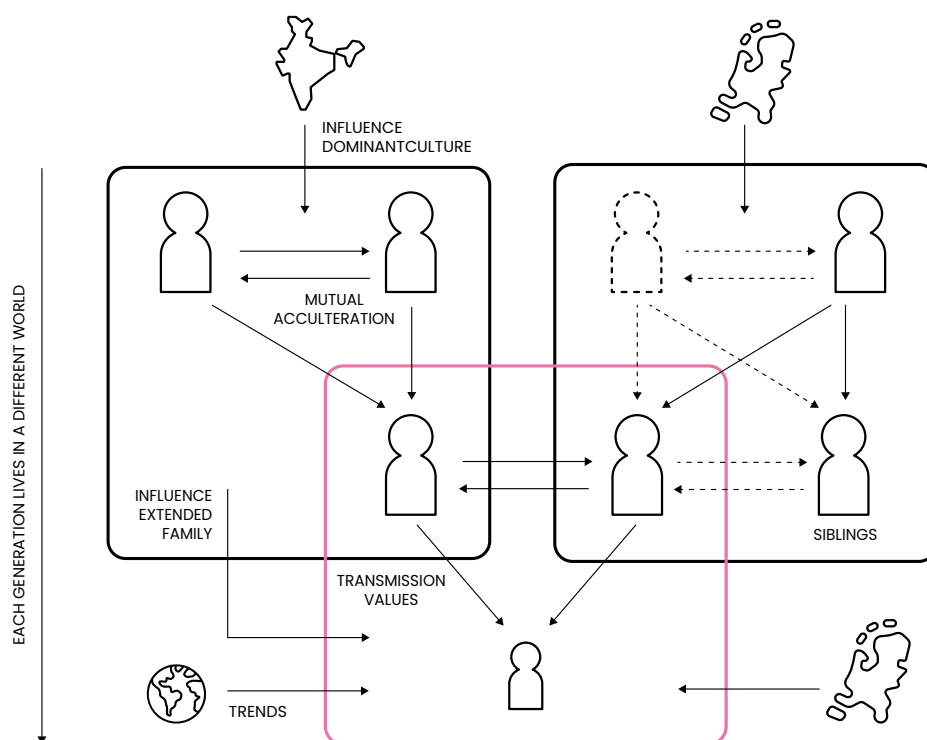 INFLUENCE
DOMINANTCULTURE
EACH GENERATION LIVES IN A DIFFERENT WORLD
MUTUAL
ACCULTERATION
INFLUENCE
EXTENDED
FAMILY
SIBLINGS
TRANSMISSION
VALUES
TRENDS